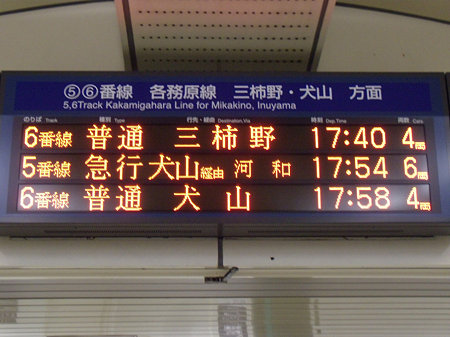 ⑤⑥番線 各務原線 三柿野・犬山 方面
5,6Track Kakamigahara Line for Mikakino, Inuyama
のりば Track 種別 Type 行先・経由 Destination,Via 時刻 Dep.Time 両数 Cars
6番線 普通 三柿野 17:40 4両
5番線 急行 犬山経由 河和 17:54 6両
6番線 普通 犬山 17:58 4両